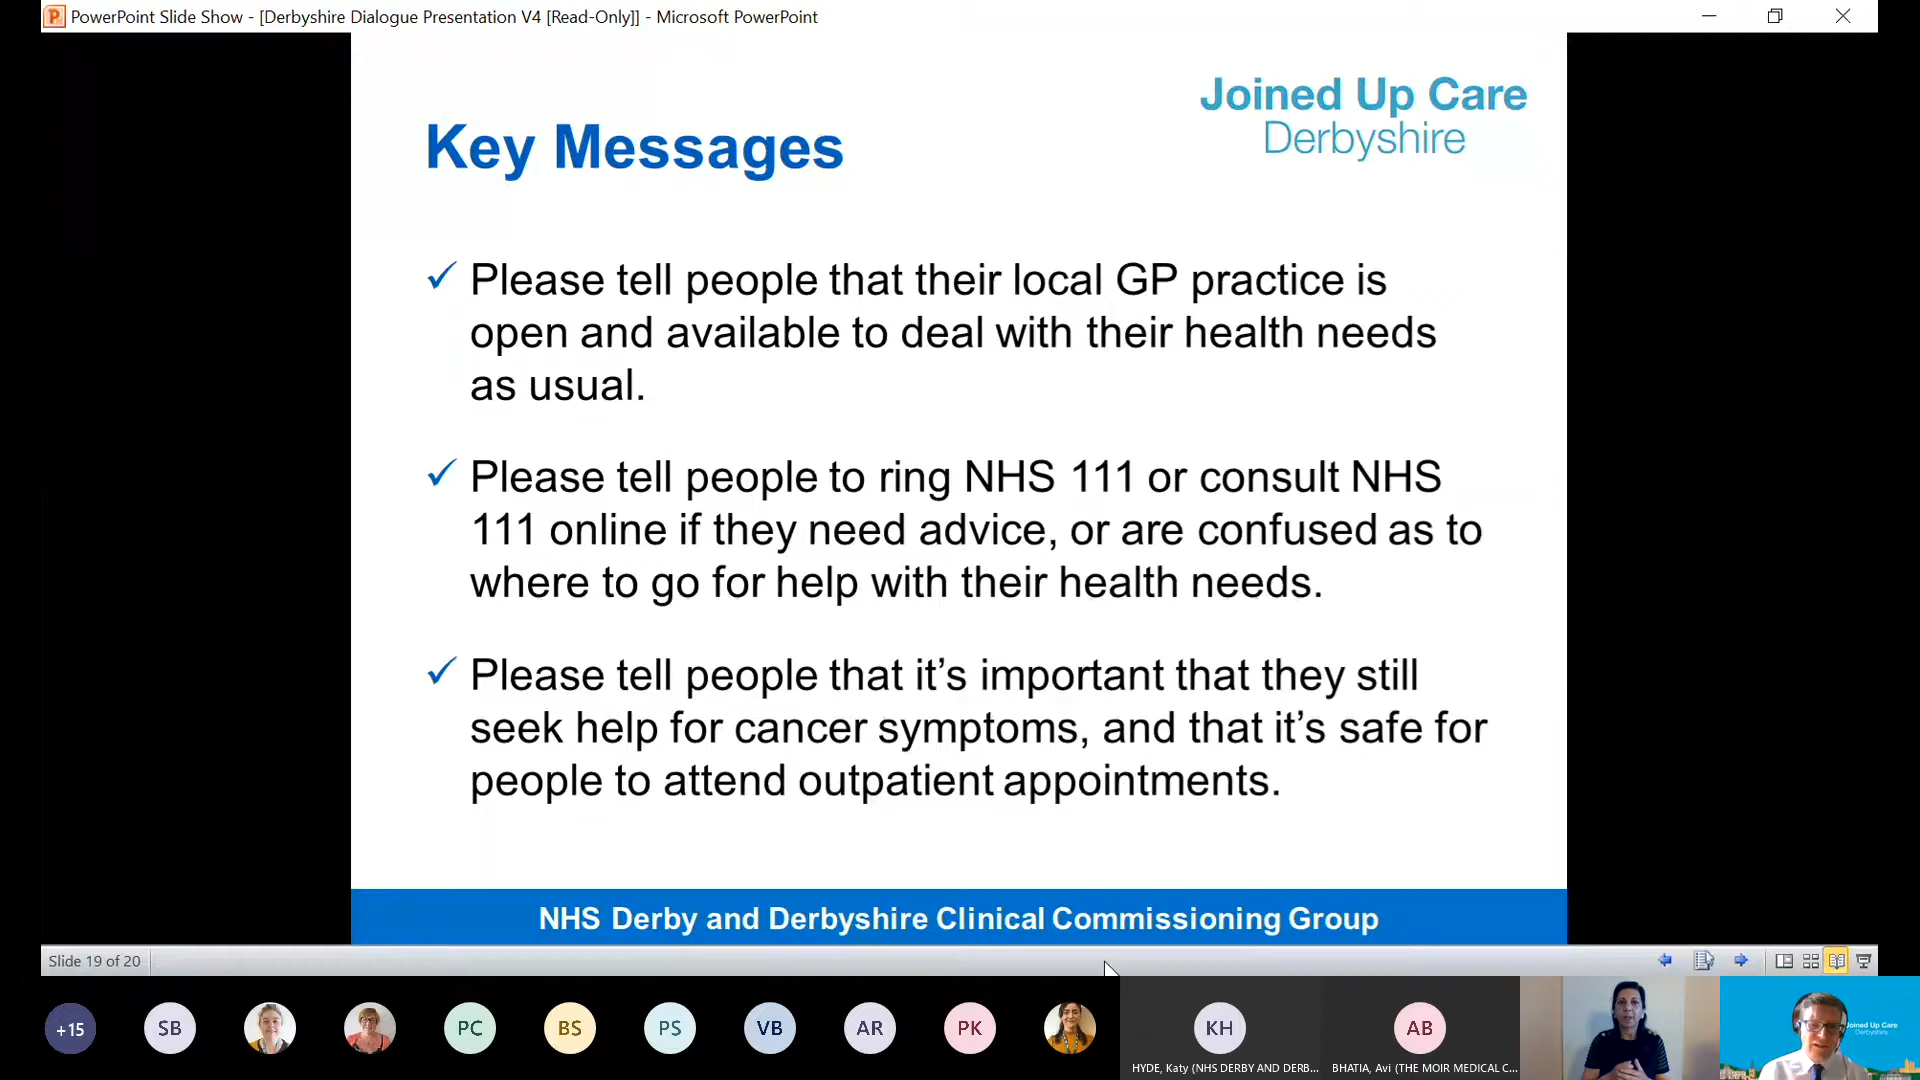 PowerPoint Slide Show - [Derbyshire Dialogue Presentation V4 [Read-Only]] - Microsoft PowerPoint
Joined Up Care
Derbyshire
Key Messages
Please tell people that their local GP practice is
open and available to deal with their health needs
as usual.
Please tell people to ring NHS 111 or consult NHS
111 online if they need advice, or are confused as to
where to go for help with their health needs.
Please tell people that it's important that they still
seek help for cancer symptoms, and that it's safe for
people to attend outpatient appointments.
NHS Derby and Derbyshire Clinical Commissioning Group
Slide 19 of 20
+15
SB
PC
BS
PS
VB
AR
PK
KH
AB
HYDE, Katy (NHS DERBY AND DERB...
BHATIA, Avi (THE MOIR MEDICAL C...
Joined Up Care
Derbyshire